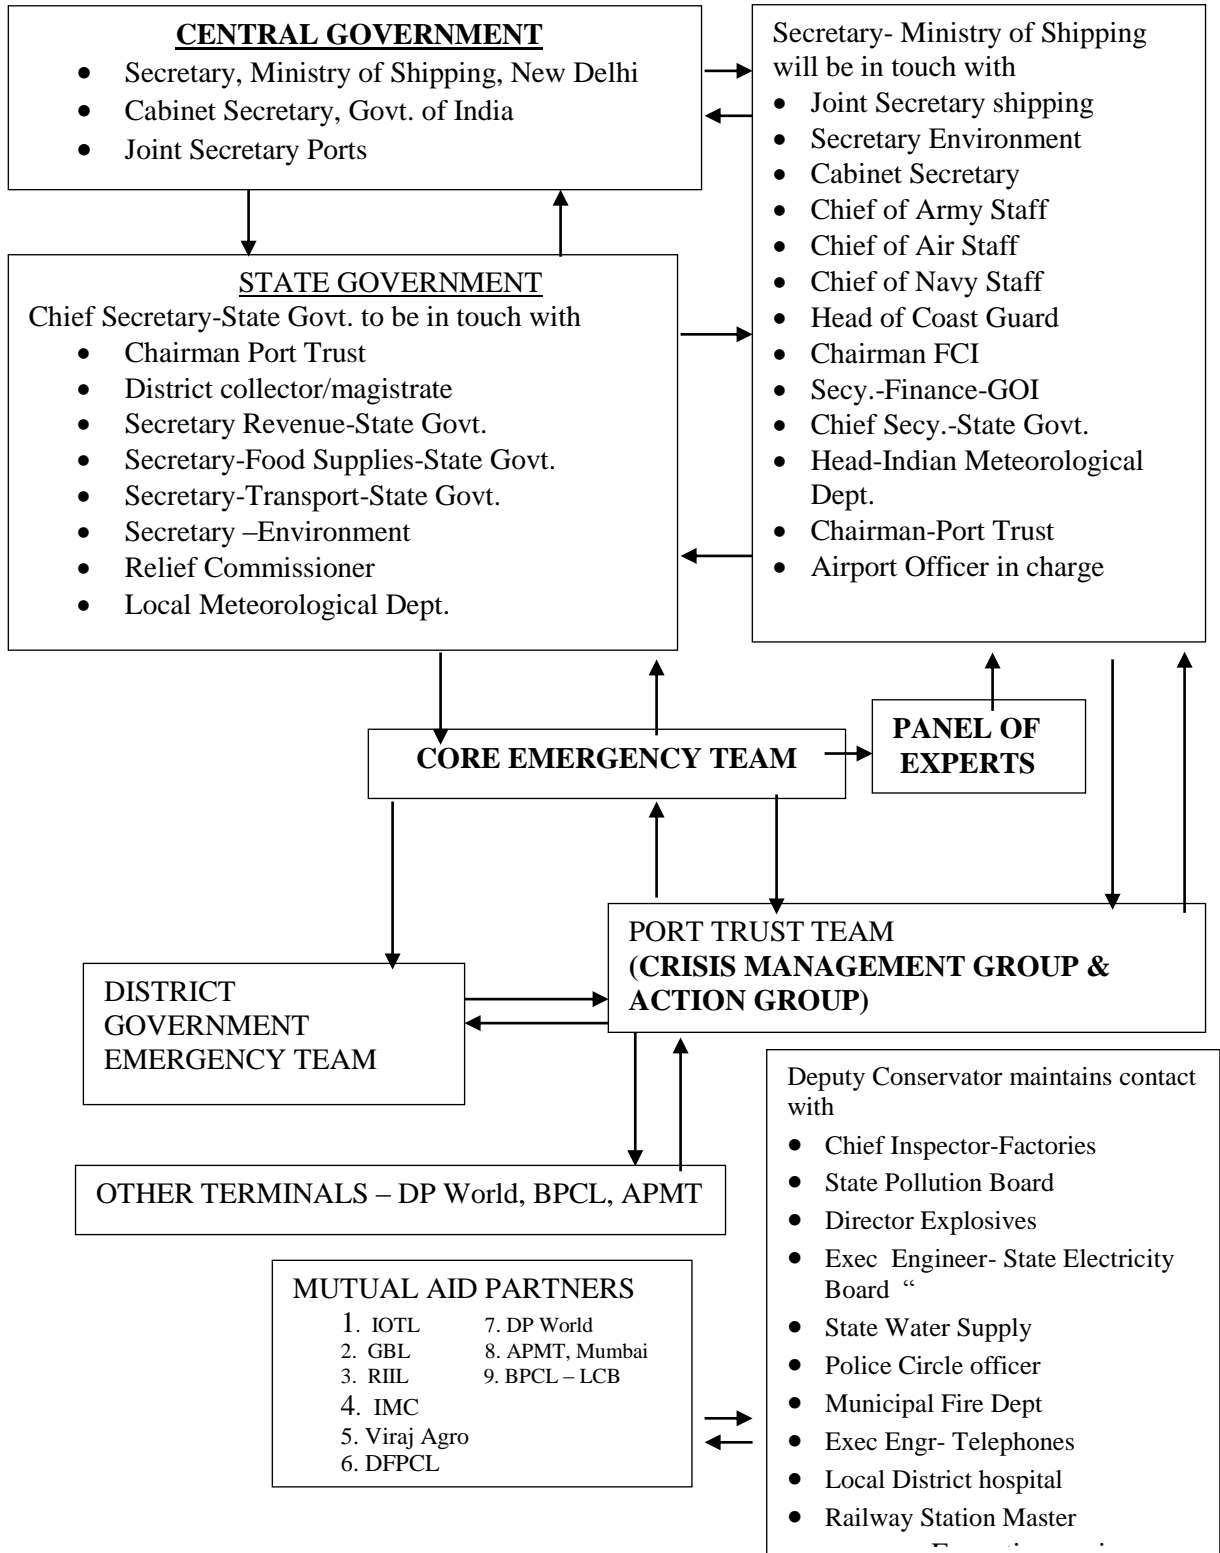 CENTRAL GOVERNMENT
● Secretary, Ministry of Shipping, New Delhi
● Cabinet Secretary, Govt. of India
● Joint Secretary Ports
Secretary- Ministry of Shipping
will be in touch with
● Joint Secretary shipping
● Secretary Environment
● Cabinet Secretary
● Chief of Army Staff
● Chief of Air Staff
● Chief of Navy Staff
● Head of Coast Guard
● Chairman FCI
● Secy.-Finance-GOI
● Chief Secy.-State Govt.
● Head-Indian Meteorological
Dept.
● Chairman-Port Trust
● Airport Officer in charge
STATE GOVERNMENT
Chief Secretary-State Govt. to be in touch with
● Chairman Port Trust
● District collector/magistrate
● Secretary Revenue-State Govt.
● Secretary-Food Supplies-State Govt.
● Secretary-Transport-State Govt.
● Secretary –Environment
● Relief Commissioner
● Local Meteorological Dept.
CORE EMERGENCY TEAM
PANEL OF
EXPERTS
PORT TRUST TEAM
(CRISIS MANAGEMENT GROUP &
ACTION GROUP)
DISTRICT
GOVERNMENT
EMERGENCY TEAM
OTHER TERMINALS – DP World, BPCL, APMT
MUTUAL AID PARTNERS
1. IOTL 7. DP World
2. GBL 8. APMT, Mumbai
3. RIIL 9. BPCL – LCB
4. IMC
5. Viraj Agro
6. DFPCL
Deputy Conservator maintains contact
with
● Chief Inspector-Factories
● State Pollution Board
● Director Explosives
● Exec Engineer- State Electricity
Board “
● State Water Supply
● Police Circle officer
● Municipal Fire Dept
● Exec Engr- Telephones
● Local District hospital
● Railway Station Master